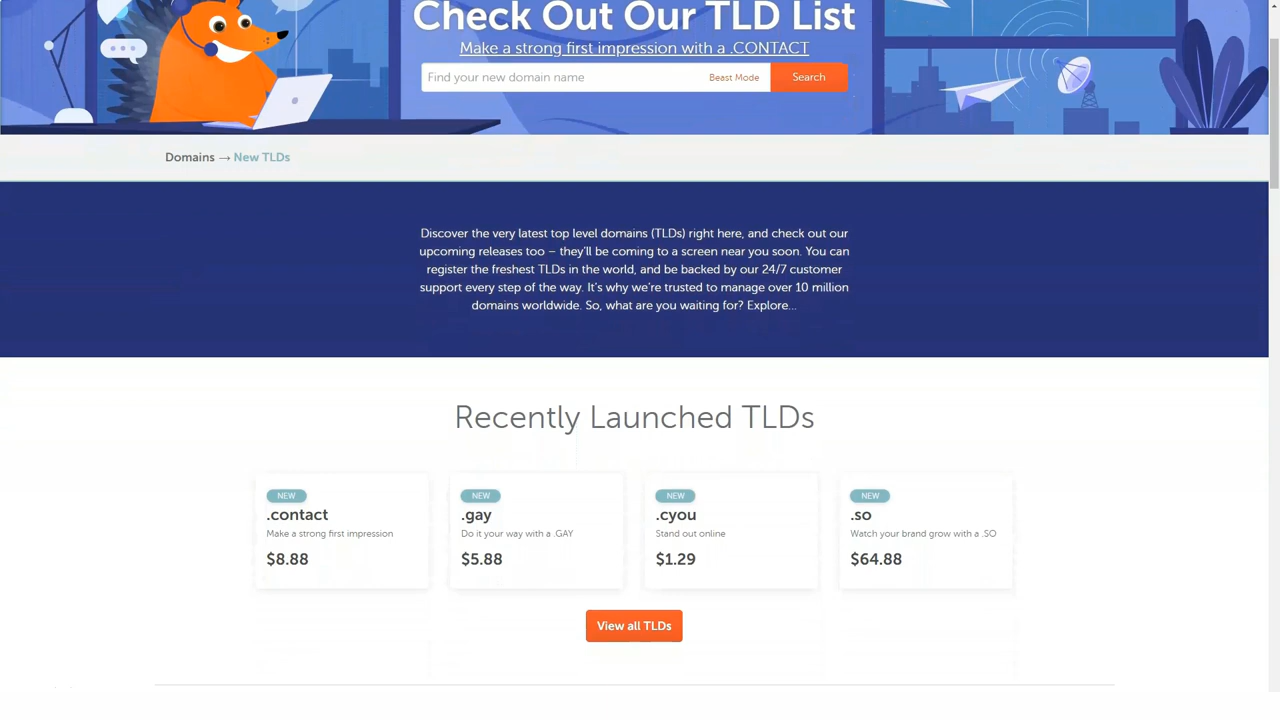 Check Out Our TLD List
Make a strong first impression with a .CONTACT
Find your new domain name Beast Mode Search
Domains → New TLDs
Discover the very latest top level domains (TLDs) right here, and check out our
upcoming releases too – they'll be coming to a screen near you soon. You can
register the freshest TLDs in the world, and be backed by our 24/7 customer
support every step of the way. It's why we're trusted to manage over 10 million
domains worldwide. So, what are you waiting for? Explore...
Recently Launched TLDs
NEW
.contact
Make a strong first impression
$8.88
NEW
.gay
Do it your way with a .GAY
$5.88
NEW
.cyou
Stand out online
$1.29
NEW
.so
Watch your brand grow with a .SO
$64.88
View all TLDs